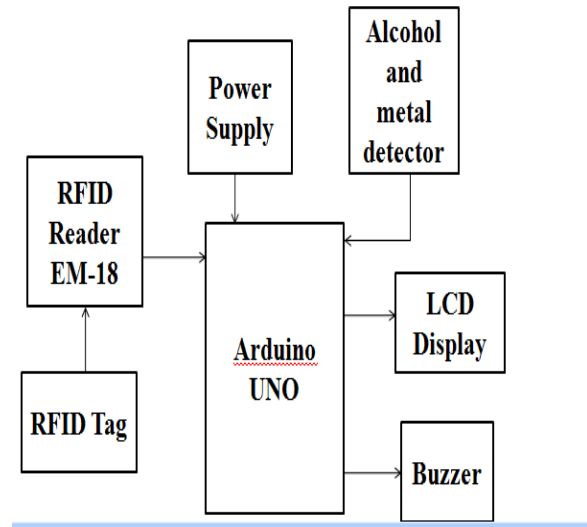 Alcohol
and
metal
detector
Power
Supply
RFID
Reader
EM-18
LCD
Display
Arduino
UNO
RFID Tag
Buzzer